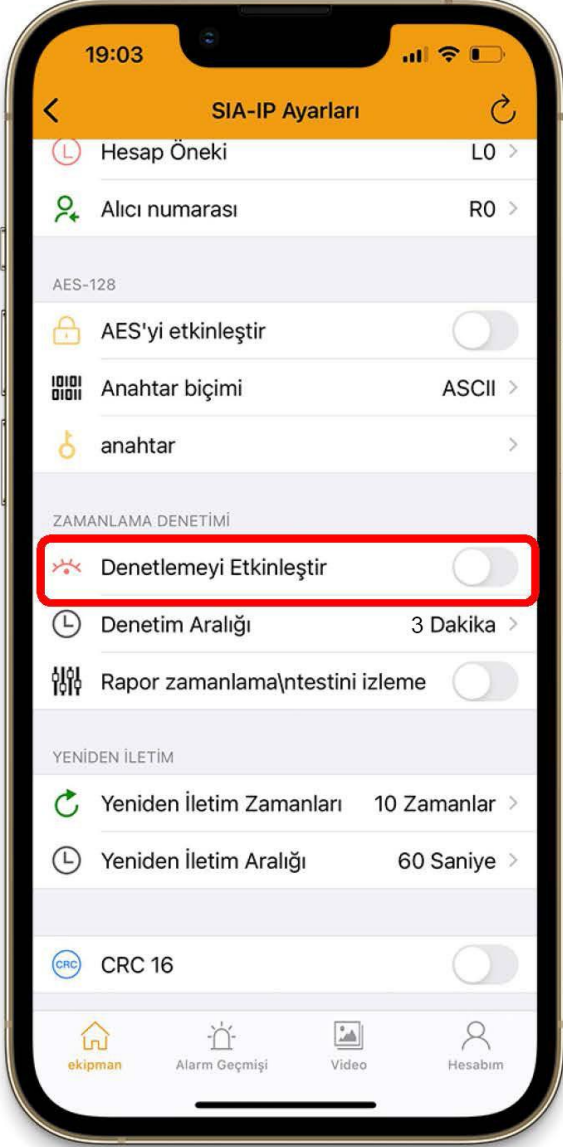 19:03
SIA-IP Ayarları
Hesap Öneki L0
Alıcı numarası R0
AES-128
AES'yi etkinleştir
Anahtar biçimi ASCII
anahtar
ZAMANLAMA DENETİMİ
Denetlemeyi Etkinleştir
Denetim Aralığı 3 Dakika
Rapor zamanlama\ntestini izleme
YENİDEN İLETİM
Yeniden İletim Zamanları 10 Zamanlar
Yeniden İletim Aralığı 60 Saniye
CRC CRC 16
ekipman Alarm Geçmişi Video Hesabım